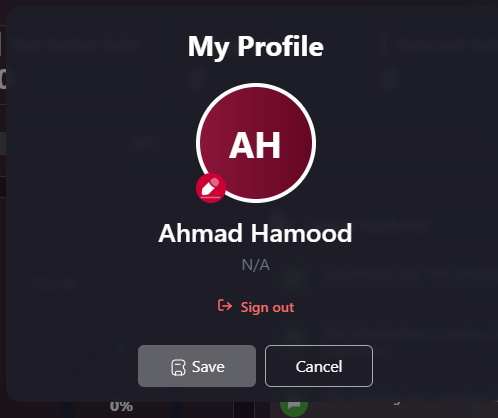 My Profile
AH
Ahmad Hamood
N/A
Sign out
Save
Cancel
0%